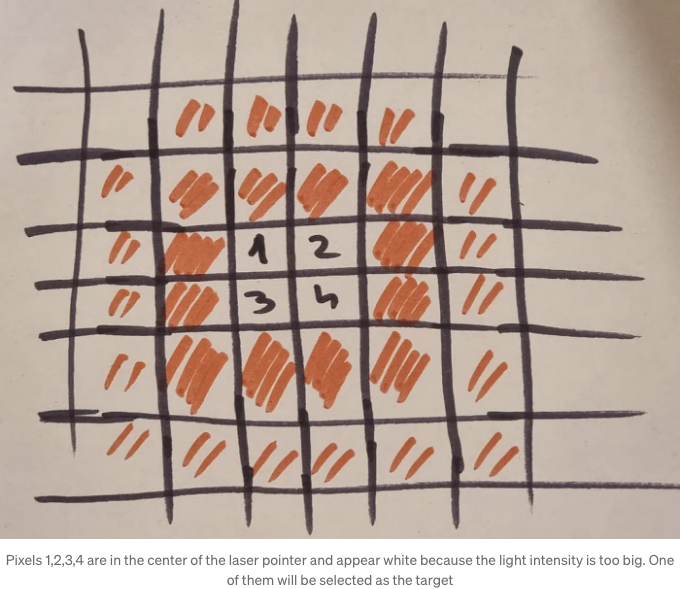 1 2
3 4
Pixels 1,2,3,4 are in the center of the laser pointer and appear white because the light intensity is too big. One
of them will be selected as the target